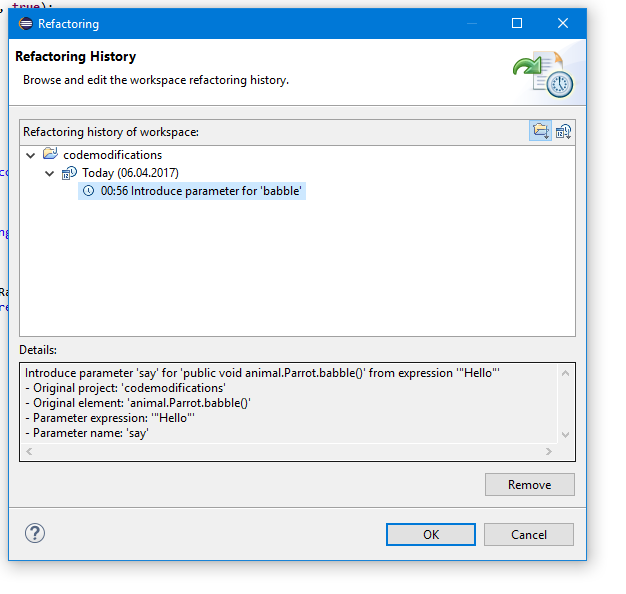 , true);
Refactoring
Refactoring History
Browse and edit the workspace refactoring history.
Refactoring history of workspace:
codemodifications
Today (06.04.2017)
00:56 Introduce parameter for 'babble'
Details:
Introduce parameter 'say' for 'public void animal.Parrot.babble()' from expression '"Hello"'
- Original project: 'codemodifications'
- Original element: 'animal.Parrot.babble()'
- Parameter expression: '"Hello"'
- Parameter name: 'say'
Remove
OK
Cancel